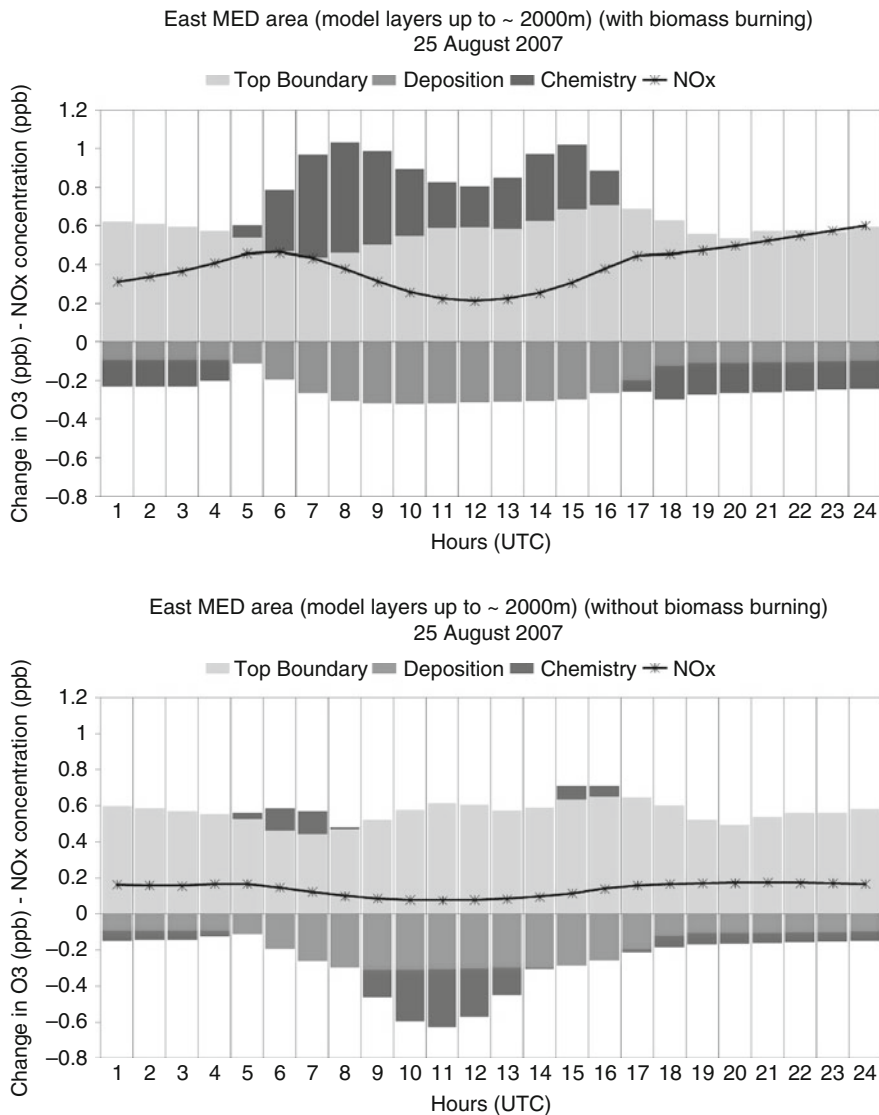 East MED area (model layers up to ~ 2000m) (with biomass burning)
25 August 2007
Top Boundary Deposition Chemistry NOx
Change in O3 (ppb) - NOx concentration (ppb)
1.2
1
0.8
0.6
0.4
0.2
0
–0.2
–0.4
–0.6
–0.8
1 2 3 4 5 6 7 8 9 10 11 12 13 14 15 16 17 18 19 20 21 22 23 24
Hours (UTC)
East MED area (model layers up to ~ 2000m) (without biomass burning)
25 August 2007
Top Boundary Deposition Chemistry NOx
Change in O3 (ppb) - NOx concentration (ppb)
1.2
1
0.8
0.6
0.4
0.2
0
–0.2
–0.4
–0.6
–0.8
1 2 3 4 5 6 7 8 9 10 11 12 13 14 15 16 17 18 19 20 21 22 23 24
Hours (UTC)